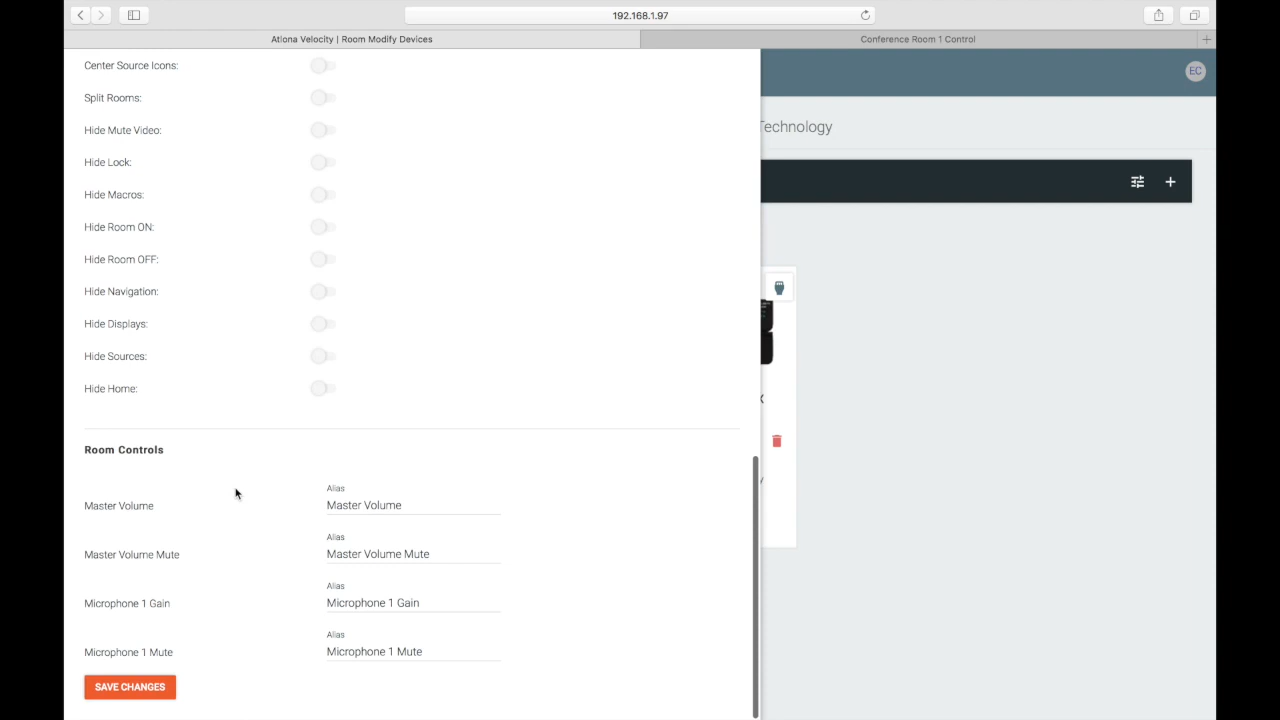 192.168.1.97
Atlona Velocity | Room Modify Devices
Conference Room 1 Control
EC
Technology
Center Source Icons:
Split Rooms:
Hide Mute Video:
Hide Lock:
Hide Macros:
Hide Room ON:
Hide Room OFF:
Hide Navigation:
Hide Displays:
Hide Sources:
Hide Home:
Room Controls
Alias
Master Volume
Master Volume
Alias
Master Volume Mute
Master Volume Mute
Alias
Microphone 1 Gain
Microphone 1 Gain
Alias
Microphone 1 Mute
Microphone 1 Mute
SAVE CHANGES